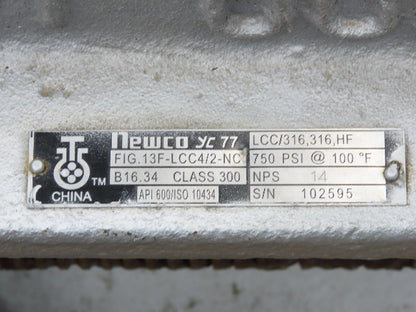 newco yc 77 LCC/316,316,HF
FIG.13F-LCC4/2-NC 750 PSI @ 100 °F
B16.34 CLASS 300 NPS 14
TM
CHINA API 600/ISO 10434 S/N 102595